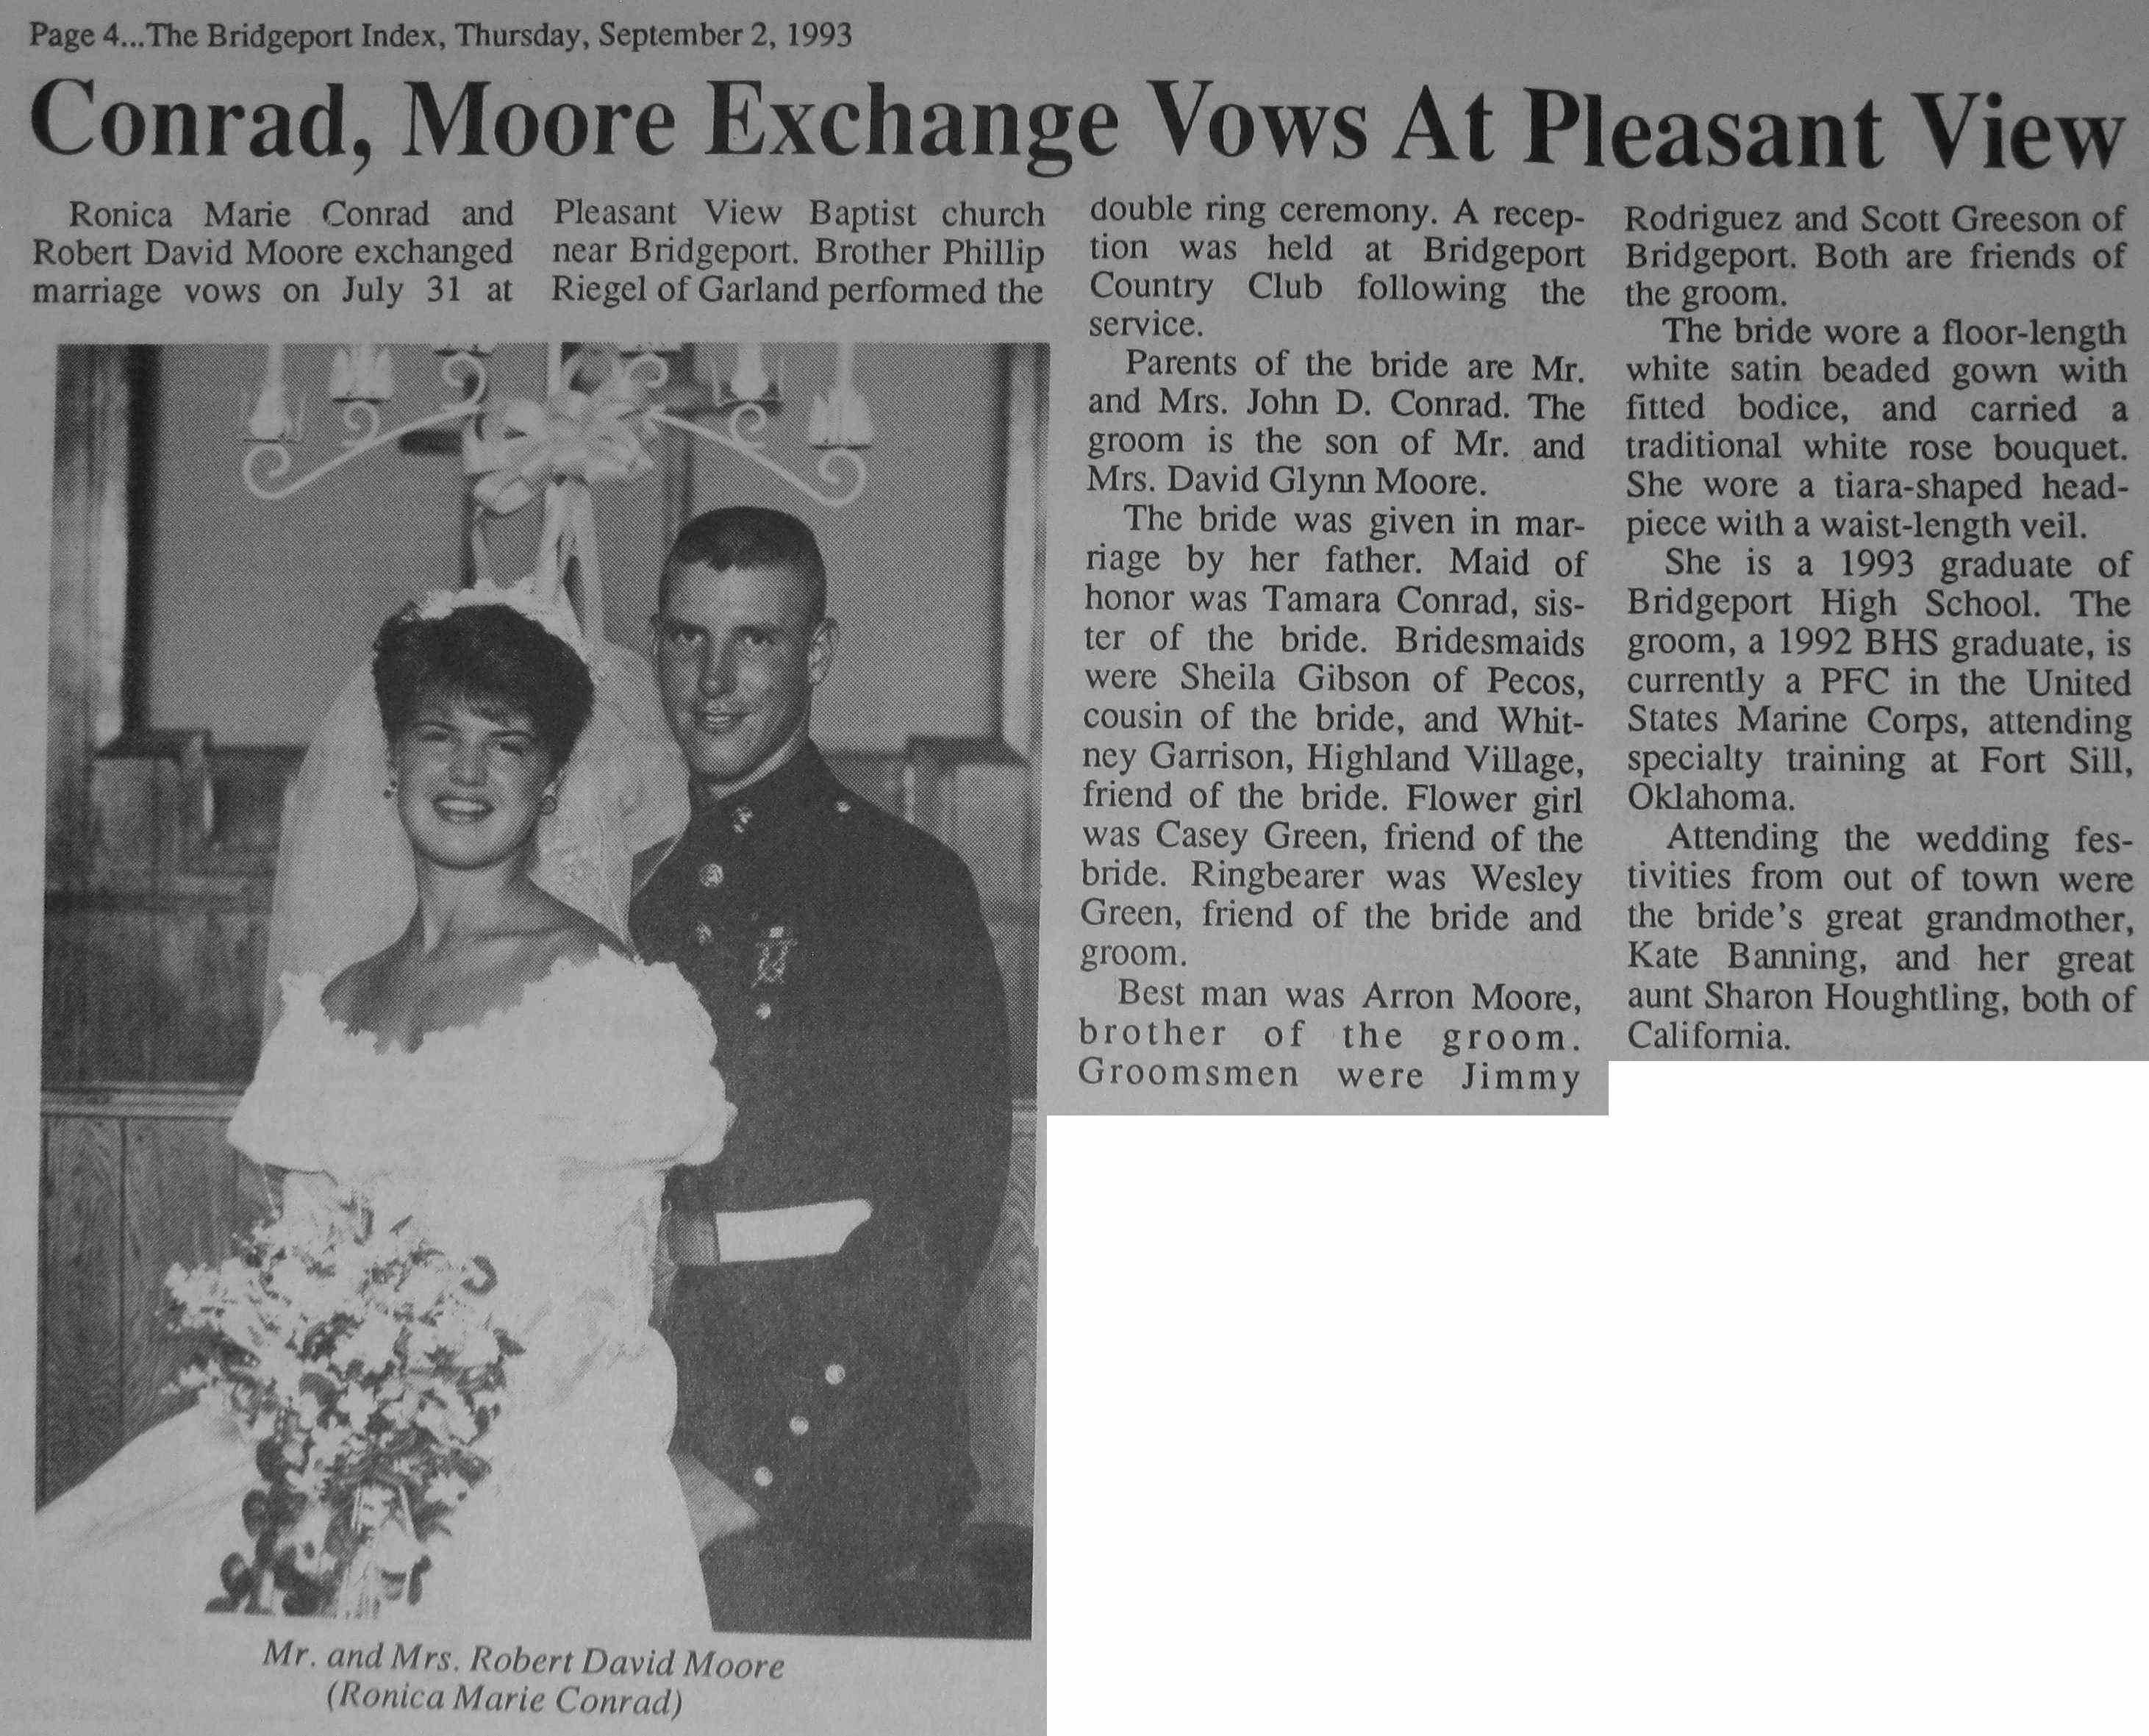 Page 4...The Bridgeport Index, Thursday, September 2, 1993
Conrad, Moore Exchange Vows At Pleasant View
Ronica Marie Conrad and
Robert David Moore exchanged
marriage vows on July 31 at
Pleasant View Baptist church
near Bridgeport. Brother Phillip
Riegel of Garland performed the
double ring ceremony. A recep-
tion was held at Bridgeport
Country Club following the
service.
Parents of the bride are Mr.
and Mrs. John D. Conrad. The
groom is the son of Mr. and
Mrs. David Glynn Moore.
The bride was given in mar-
riage by her father. Maid of
honor was Tamara Conrad, sis-
ter of the bride. Bridesmaids
were Sheila Gibson of Pecos,
cousin of the bride, and Whit-
ney Garrison, Highland Village,
friend of the bride. Flower girl
was Casey Green, friend of the
bride. Ringbearer was Wesley
Green, friend of the bride and
groom.
Best man was Arron Moore,
brother of the groom.
Groomsmen were Jimmy
Rodriguez and Scott Greeson of
Bridgeport. Both are friends of
the groom.
The bride wore a floor-length
white satin beaded gown with
fitted bodice, and carried a
traditional white rose bouquet.
She wore a tiara-shaped head-
piece with a waist-length veil.
She is a 1993 graduate of
Bridgeport High School. The
groom, a 1992 BHS graduate, is
currently a PFC in the United
States Marine Corps, attending
specialty training at Fort Sill,
Oklahoma.
Attending the wedding fes-
tivities from out of town were
the bride's great grandmother,
Kate Banning, and her great
aunt Sharon Houghtling, both of
California.
Mr. and Mrs. Robert David Moore
(Ronica Marie Conrad)